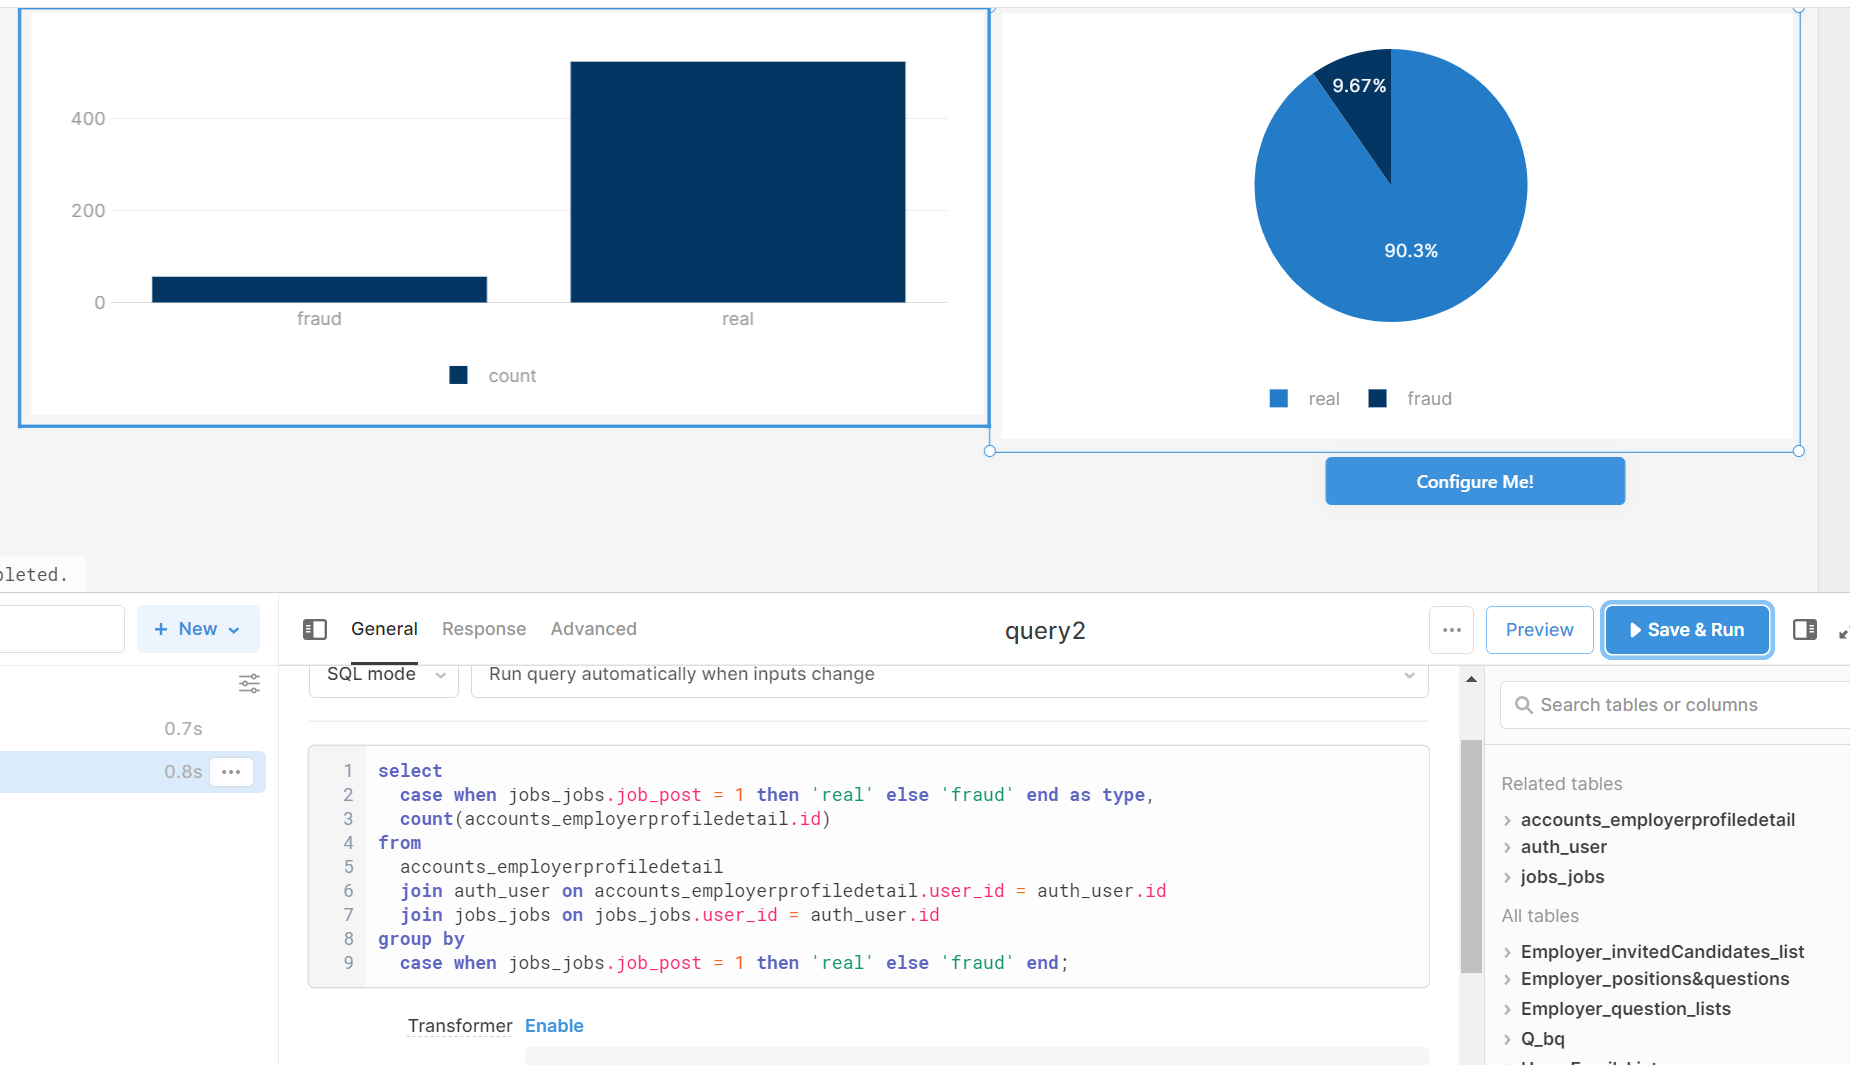 400
200
0
fraud
real
count
9.67%
90.3%
real
fraud
Configure Me!
pleted.
+ New
General
Response
Advanced
query2
Preview
Save & Run
SQL mode
Run query automatically when inputs change
Search tables or columns
0.7s
0.8s
1 select
2 case when jobs_jobs.job_post = 1 then 'real' else 'fraud' end as type,
3 count(accounts_employerprofiledetail.id)
4 from
5 accounts_employerprofiledetail
6 join auth_user on accounts_employerprofiledetail.user_id = auth_user.id
7 join jobs_jobs on jobs_jobs.user_id = auth_user.id
8 group by
9 case when jobs_jobs.job_post = 1 then 'real' else 'fraud' end;
Transformer Enable
Related tables
accounts_employerprofiledetail
auth_user
jobs_jobs
All tables
Employer_invitedCandidates_list
Employer_positions&questions
Employer_question_lists
Q_bq